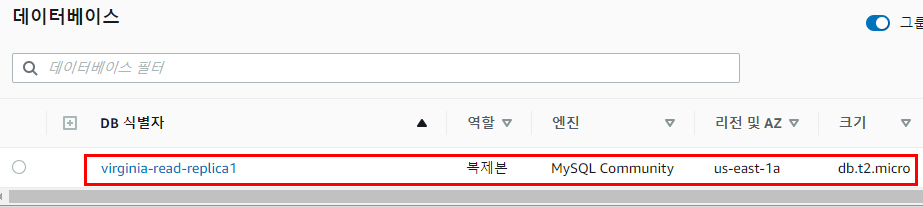 데이터베이스
그룹
데이터베이스 필터
DB 식별자 역할 엔진 리전 및 AZ 크기
virginia-read-replica1 복제본 MySQL Community us-east-1a db.t2.micro